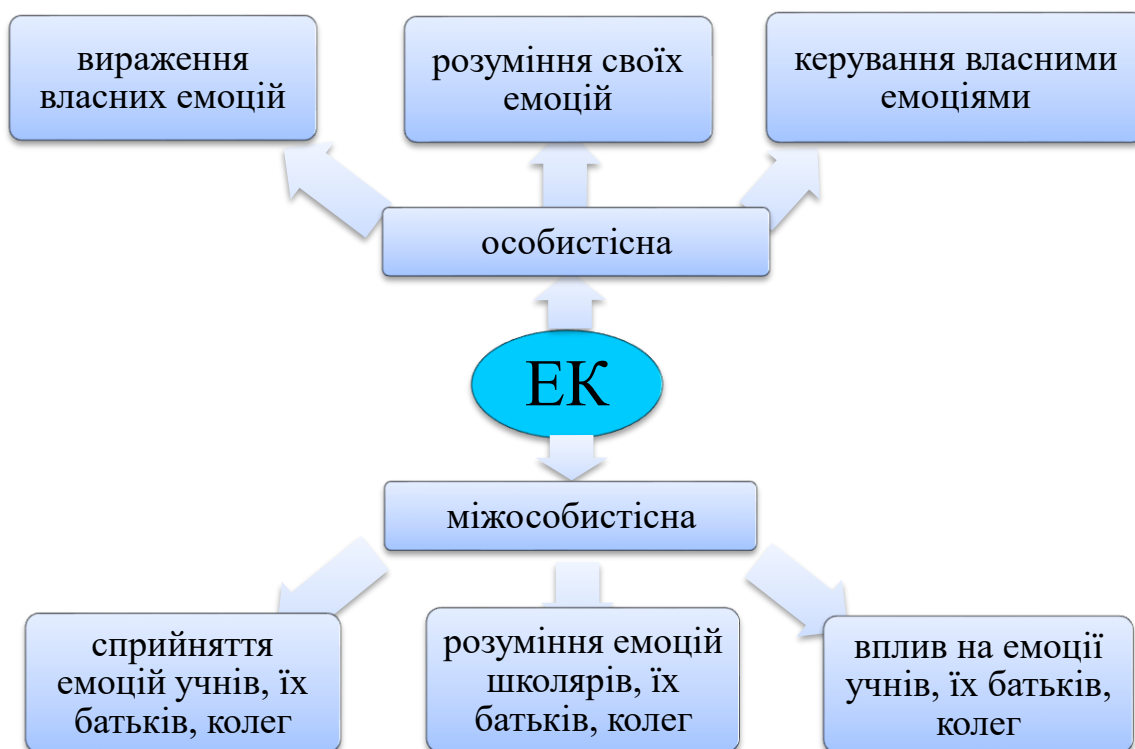 вираження
власних емоцій
розуміння своїх
емоцій
керування власними
емоціями
особистісна
ЕК
міжособистісна
сприйняття
емоцій учнів, їх
батьків, колег
розуміння емоцій
школярів, їх
батьків, колег
вплив на емоції
учнів, їх батьків,
колег